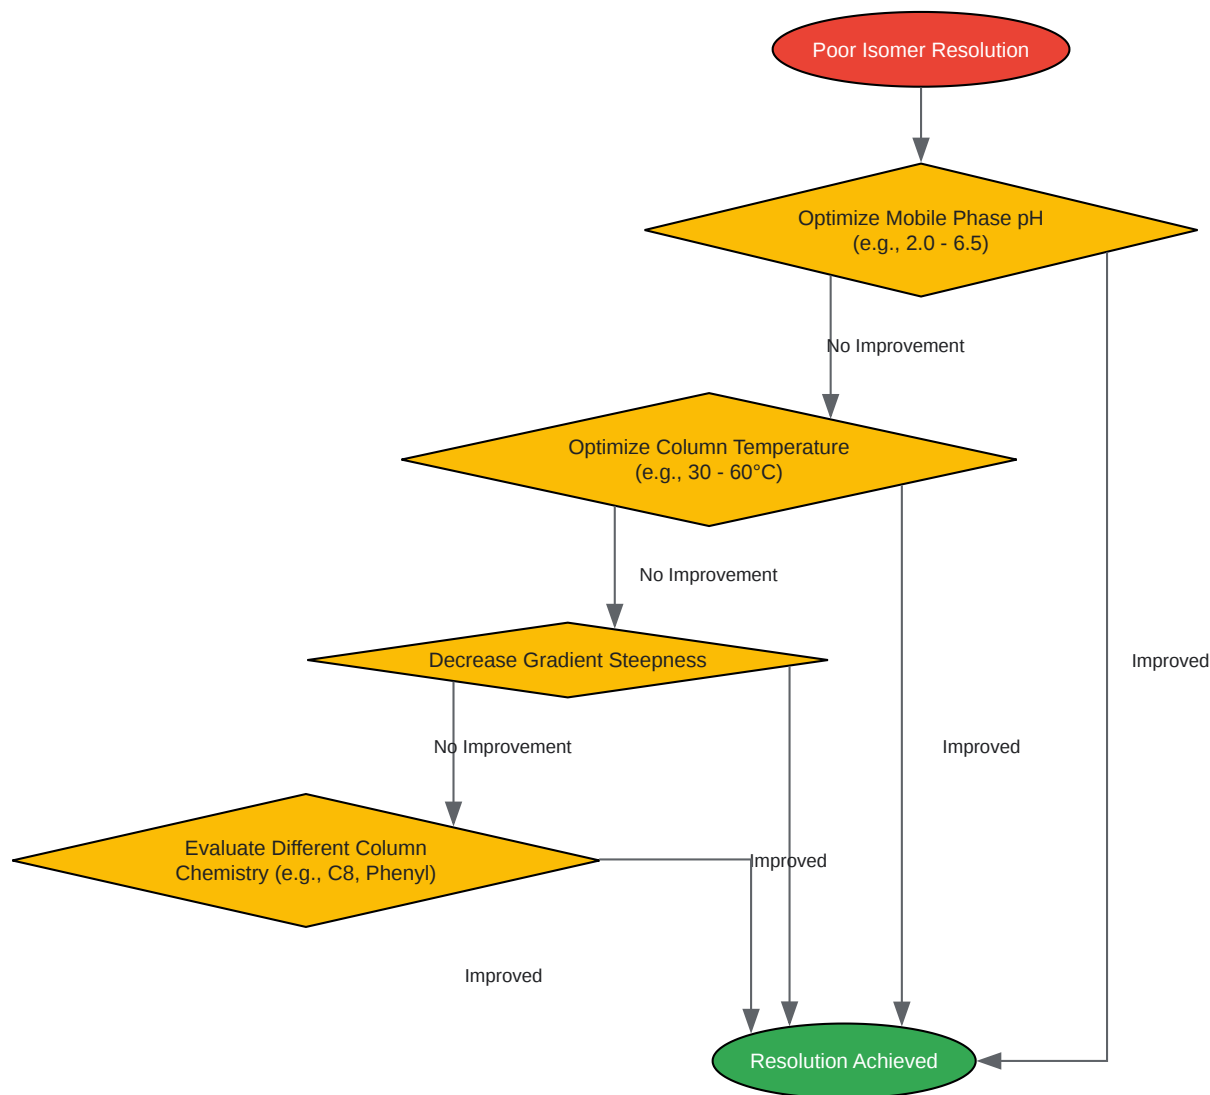 Poor Isomer Resolution
Optimize Mobile Phase pH
(e.g., 2.0 - 6.5)
No Improvement
Optimize Column Temperature
(e.g., 30 - 60°C)
No Improvement
Decrease Gradient Steepness
Improved
No Improvement
Improved
Evaluate Different Column
Chemistry (e.g., C8, Phenyl)
Improved
Improved
Resolution Achieved